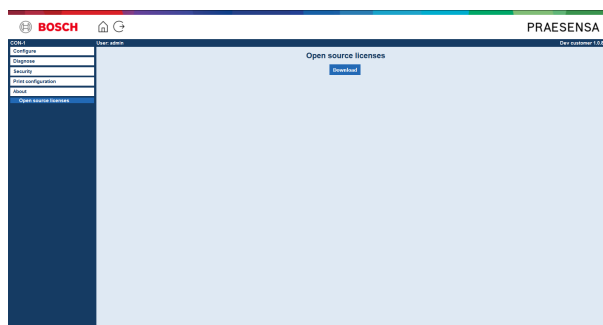 BOSCH
PRAESENSA
CON-1
User: admin
Dev customer 1.0.8
Configure
Diagnose
Security
Print configuration
About
Open source licenses
Open source licenses
Download